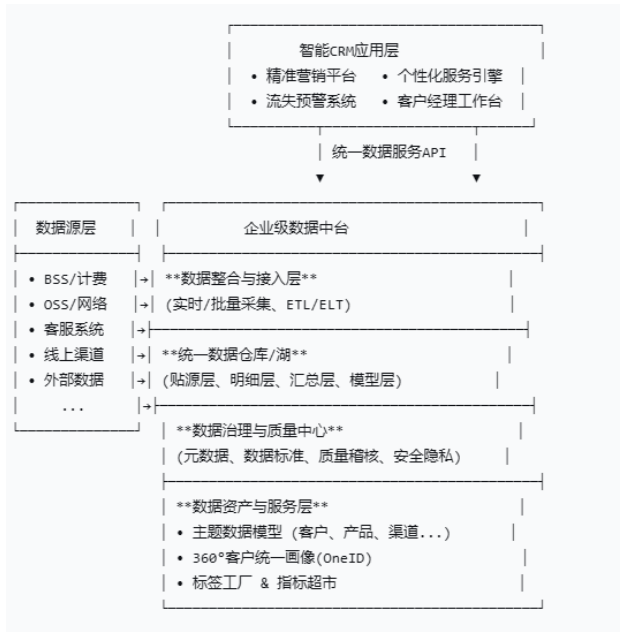 智能CRM应用层
• 精准营销平台 • 个性化服务引擎
• 流失预警系统 • 客户经理工作台
统一数据服务API
数据源层 企业级数据中台
• BSS/计费 → **数据整合与接入层**
• OSS/网络 → (实时/批量采集、ETL/ELT)
• 客服系统 →
• 线上渠道 → **统一数据仓库/湖**
• 外部数据 → (贴源层、明细层、汇总层、模型层)
... →
**数据治理与质量中心**
(元数据、数据标准、质量稽核、安全隐私)
**数据资产与服务层**
• 主题数据模型 (客户、产品、渠道...)
• 360°客户统一画像(OneID)
• 标签工厂 & 指标超市